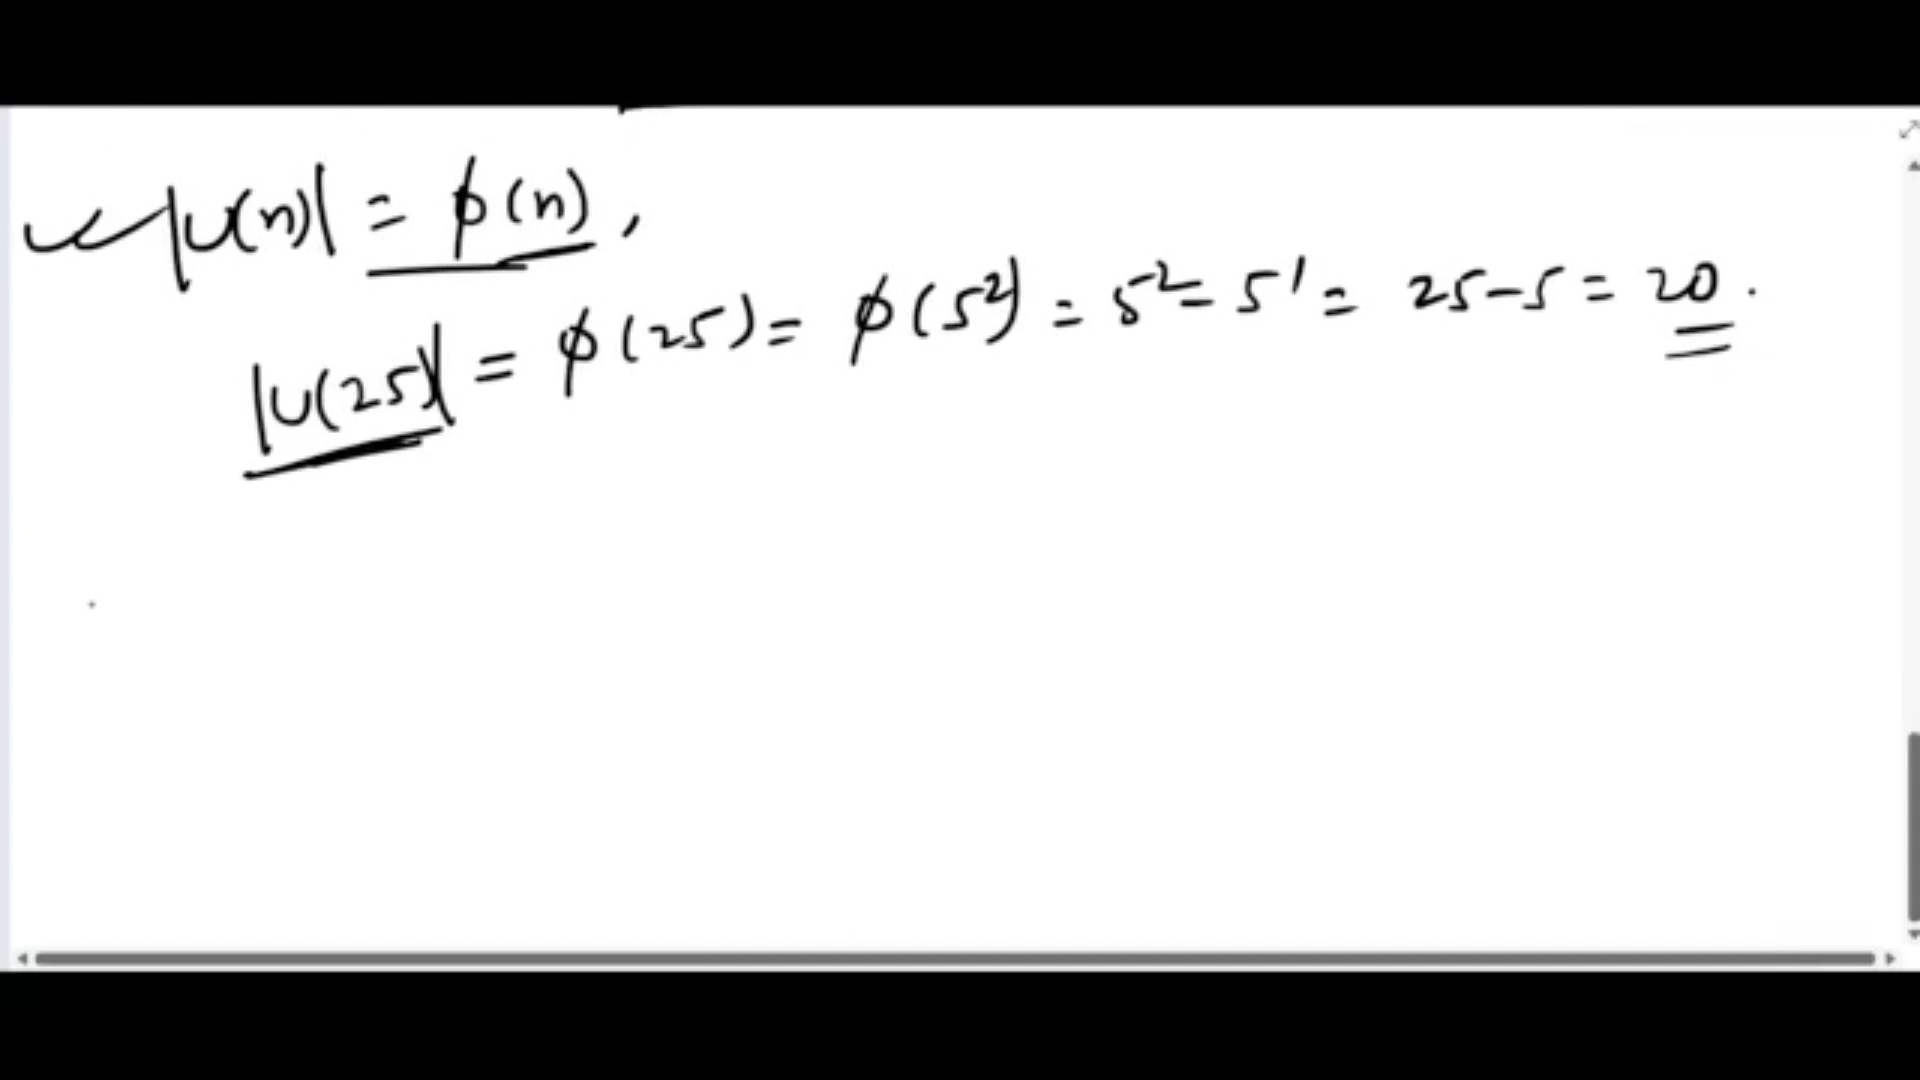 |U(n)| = ϕ(n),
|U(25)| = ϕ(25) = ϕ(5²) = 5² - 5¹ = 25-5 = 20.